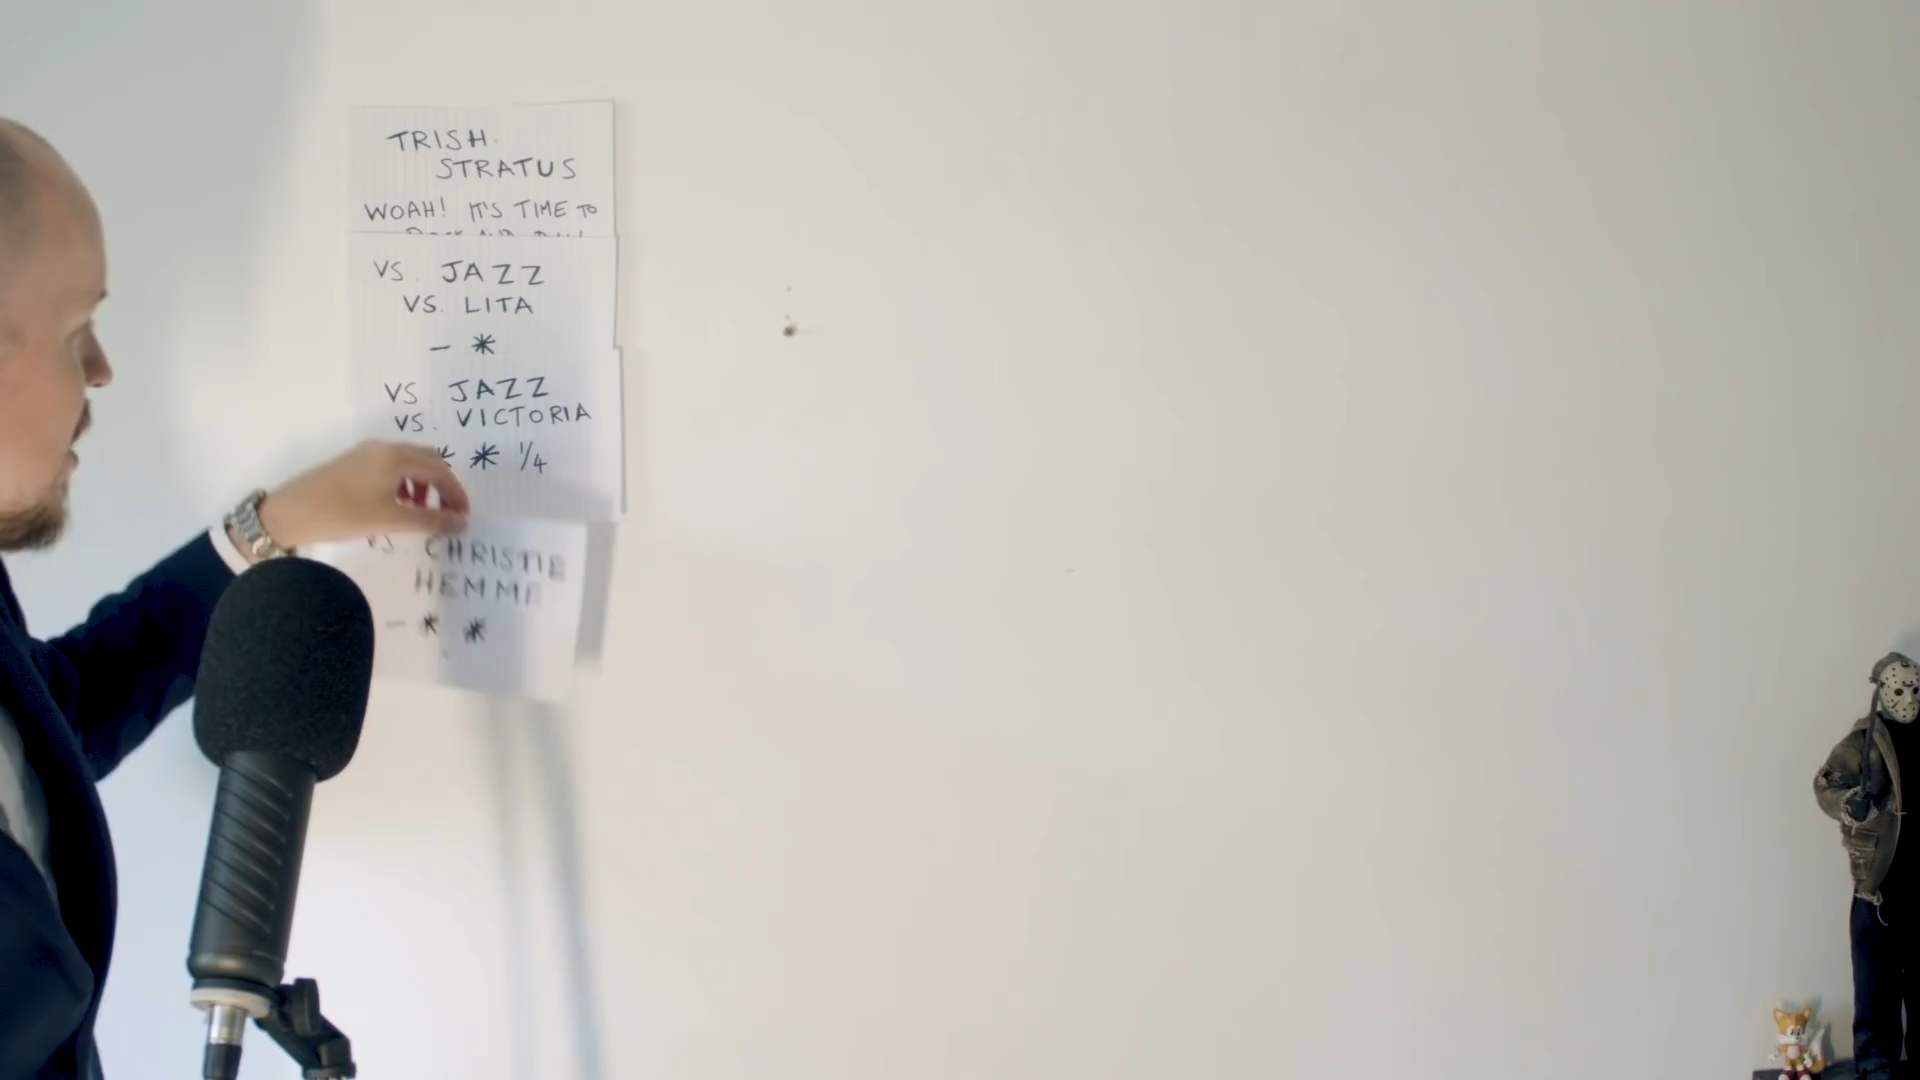 TRISH
STRATUS
WOAH! IT'S TIME TO
VS. JAZZ
VS. LITA
- *
VS JAZZ
VS. VICTORIA
* * 1/4
VS. CHRISTIE
HEMME
- * *